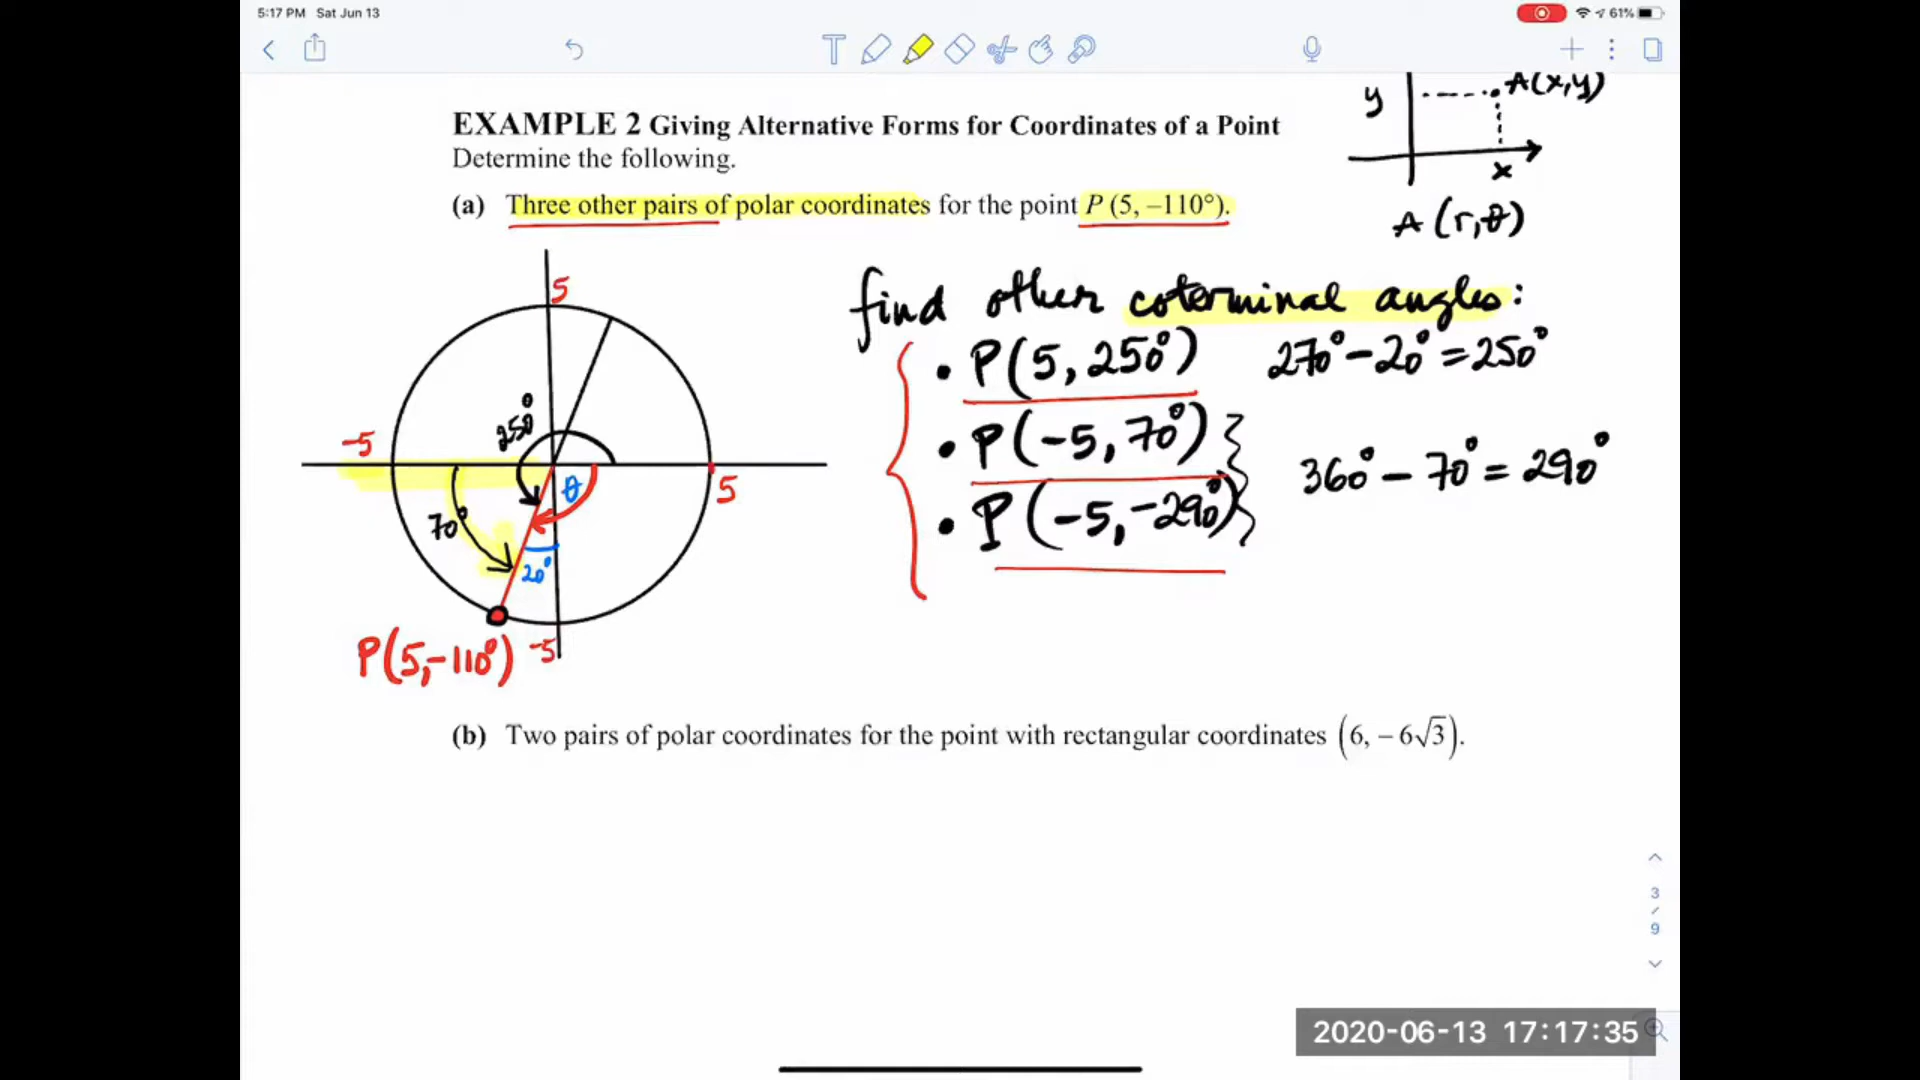 5:17 PM Sat Jun 13
61%
T
y
A(x,y)
x
A (r,θ)
EXAMPLE 2 Giving Alternative Forms for Coordinates of a Point
Determine the following.
(a) Three other pairs of polar coordinates for the point P (5, –110°).
find other coterminal angles:
• P(5, 250°) 270° - 20° = 250°
• P(-5, 70°)
360° - 70° = 290°
• P(-5, -290°)
5
250°
-5
θ
5
70°
20°
P(5,-110°)
-5
(b) Two pairs of polar coordinates for the point with rectangular coordinates (6, – 6√3).
3
/
9
2020-06-13 17:17:35